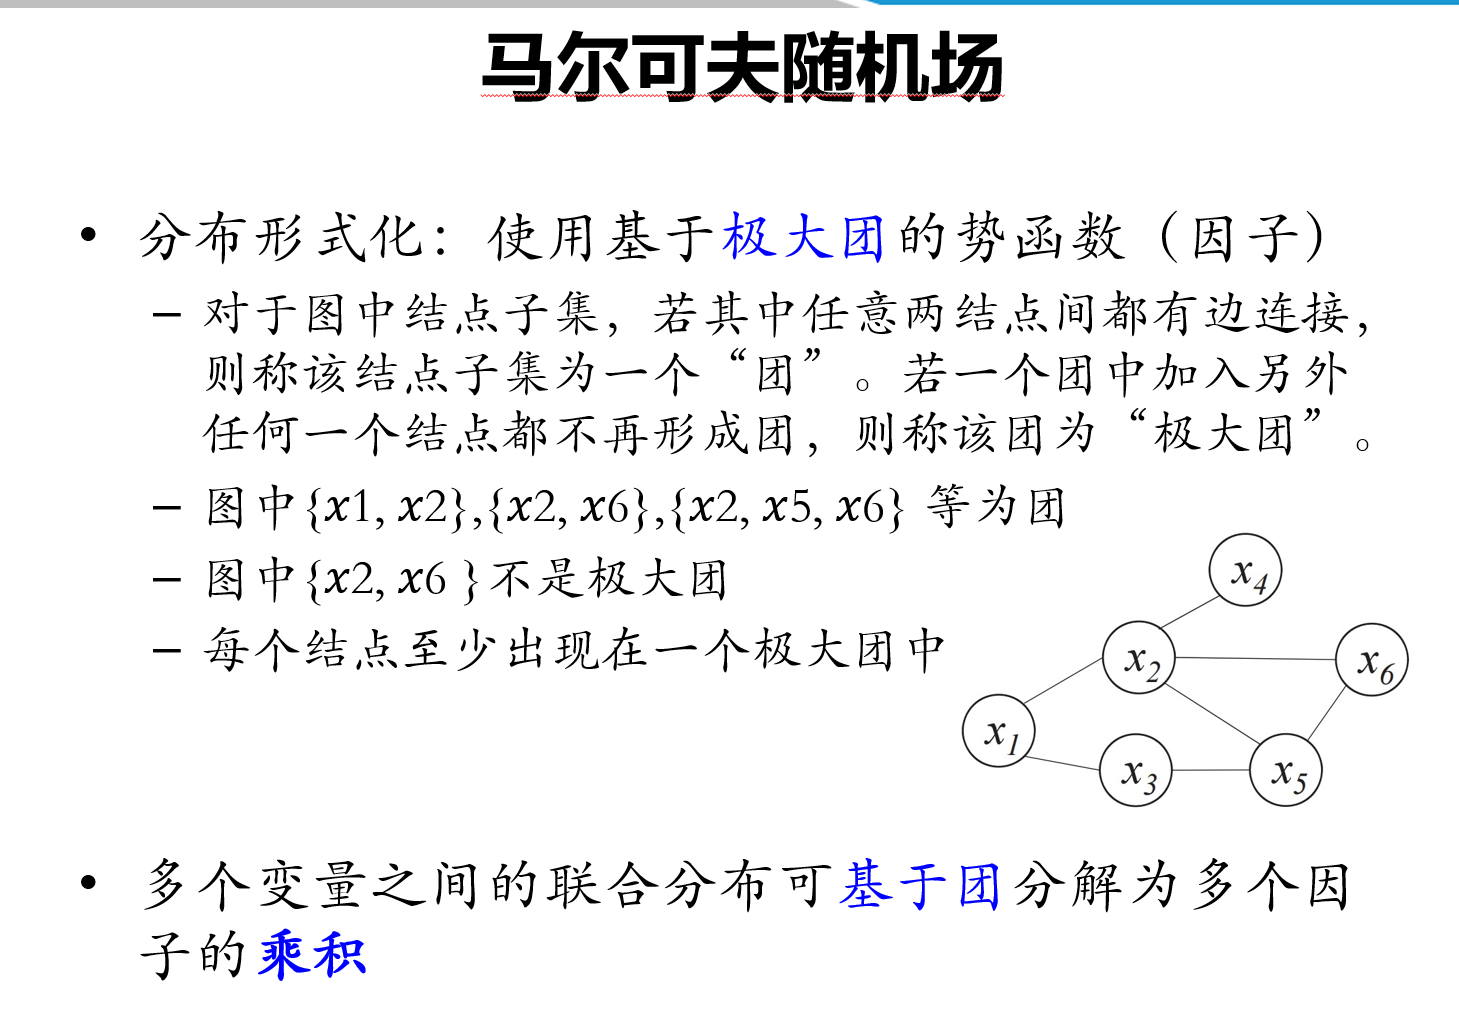 马尔可夫随机场
• 分布形式化：使用基于极大团的势函数（因子）
– 对于图中结点子集，若其中任意两结点间都有边连接，
则称该结点子集为一个“团”。若一个团中加入另外
任何一个结点都不再形成团，则称该团为“极大团”。
– 图中{x1, x2},{x2, x6},{x2, x5, x6} 等为团
– 图中{x2, x6 }不是极大团
– 每个结点至少出现在一个极大团中
x4
x2
x6
x1
x3
x5
• 多个变量之间的联合分布可基于团分解为多个因
子的乘积